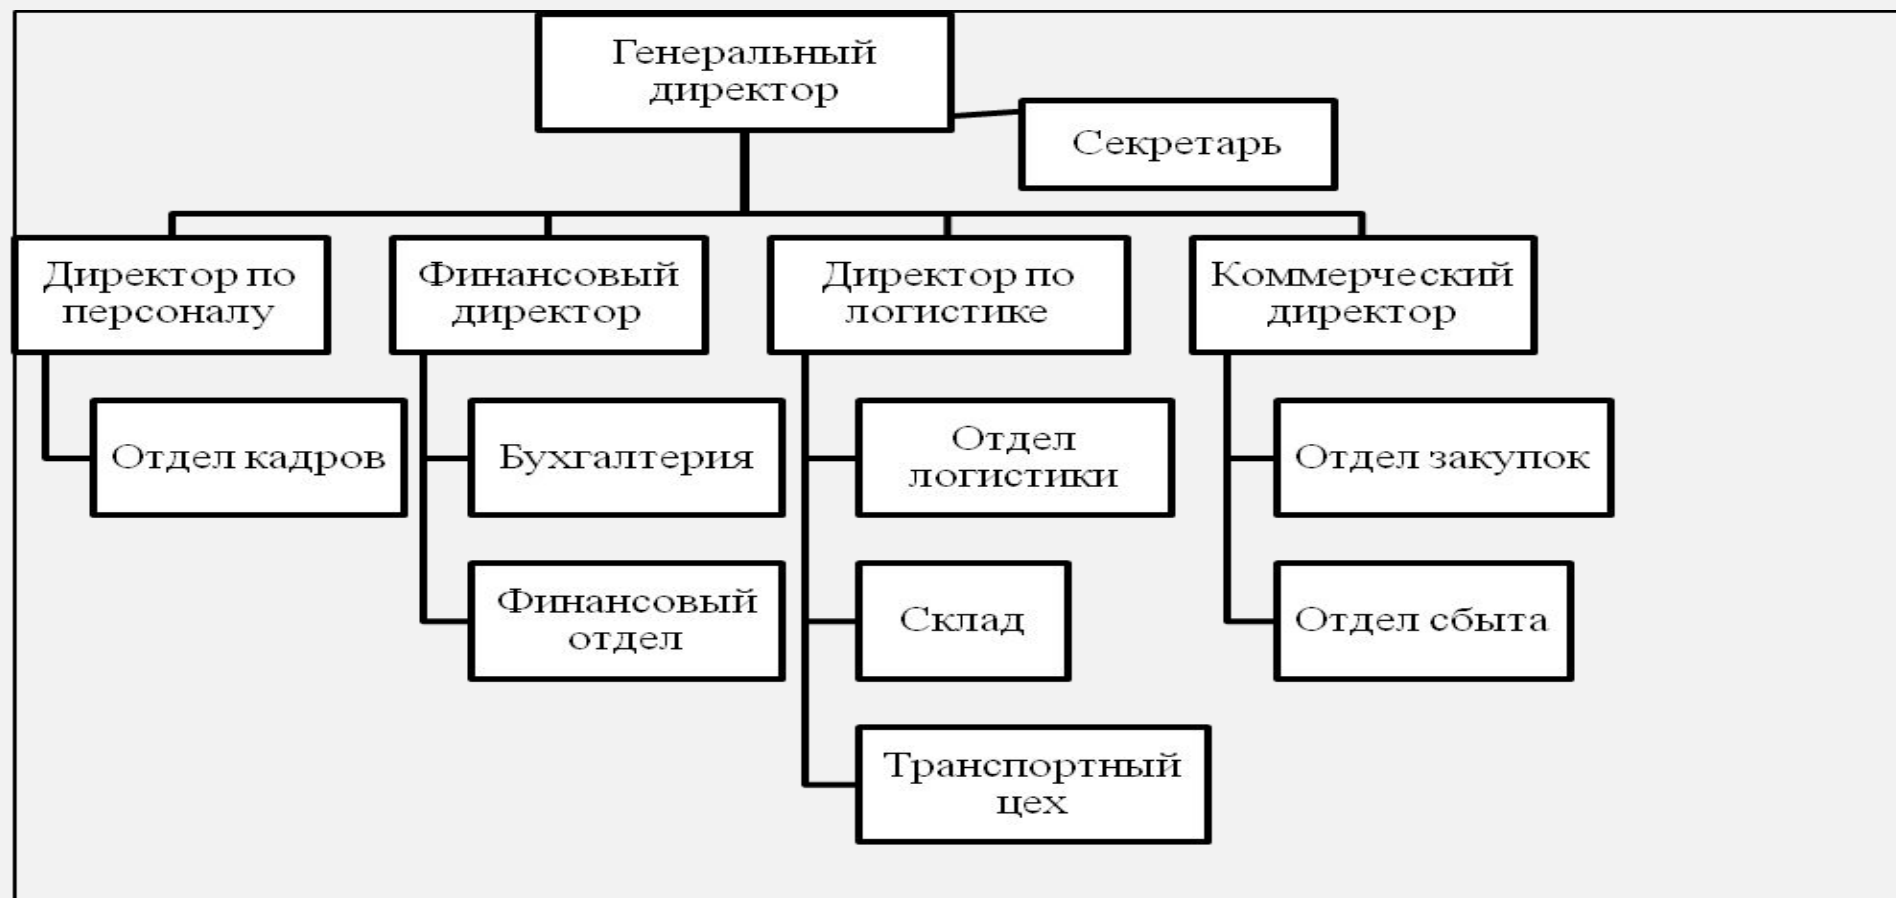 Генеральный
директор
Секретарь
Директор по
персоналу
Финансовый
директор
Директор по
логистике
Коммерческий
директор
Отдел кадров
Бухгалтерия
Отдел
логистики
Отдел закупок
Финансовый
отдел
Склад
Отдел сбыта
Транспортный
цех